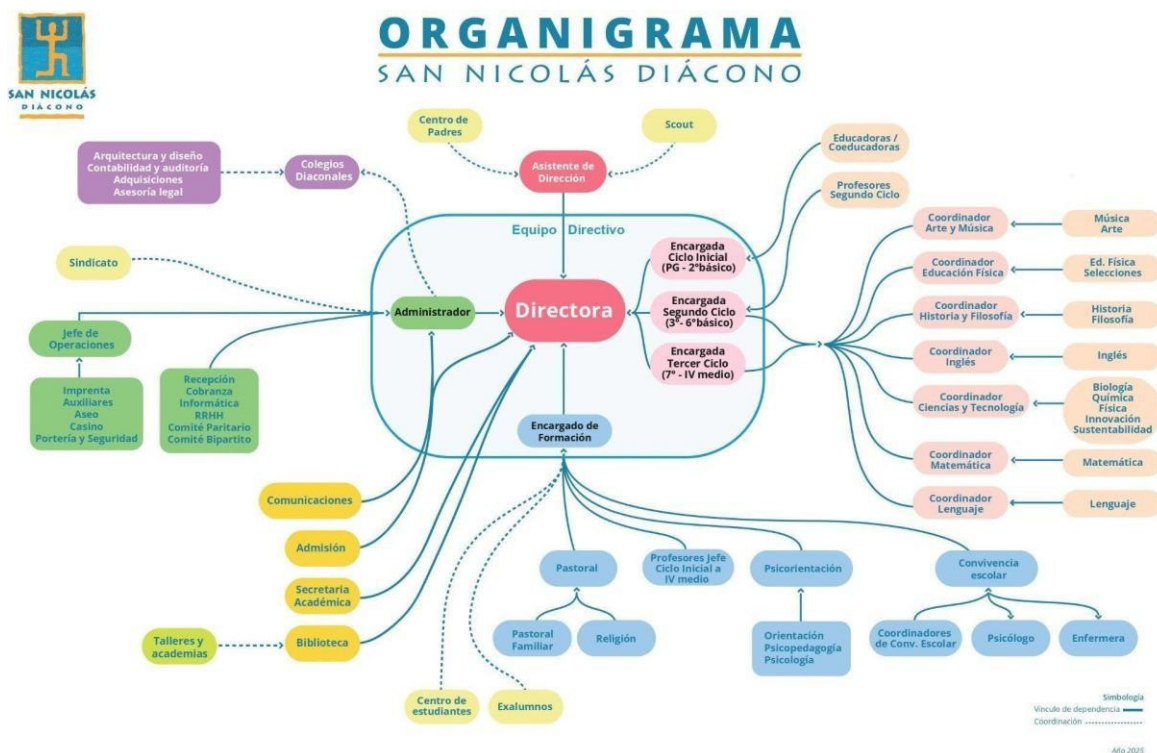 ORGANIGRAMA
SAN NICOLÁS DIÁCONO
SAN NICOLÁS
DIÁCONO
Centro de
Padres
Scout
Asistente de
Dirección
Arquitectura y diseño
Contabilidad y auditoría
Adquisiciones
Asesoría legal
Colegios
Diaconales
Educadoras /
Coeducadoras
Profesores
Segundo Ciclo
Equipo Directivo
Sindicato
Administrador
Directora
Encargada
Ciclo Inicial
(PG - 2°básico)
Encargada
Segundo Ciclo
(3°- 6°básico)
Encargada
Tercer Ciclo
(7° - IV medio)
Encargado de
Formación
Coordinador
Arte y Música
Música
Arte
Coordinador
Educación Física
Ed. Física
Selecciones
Coordinador
Historia y Filosofía
Historia
Filosofía
Coordinador
Inglés
Inglés
Coordinador
Ciencias y Tecnología
Biología
Química
Física
Innovación
Sustentabilidad
Coordinador
Matemática
Matemática
Coordinador
Lenguaje
Lenguaje
Jefe de
Operaciones
Imprenta
Auxiliares
Aseo
Casino
Portería y Seguridad
Recepción
Cobranza
Informática
RRHH
Comité Paritario
Comité Bipartito
Comunicaciones
Admisión
Secretaria
Académica
Talleres y
academias
Biblioteca
Pastoral
Profesores Jefe
Ciclo Inicial a
IV medio
Psicorientación
Convivencia
escolar
Pastoral
Familiar
Religión
Orientación
Psicopedagogía
Psicología
Coordinadores
de Conv. Escolar
Psicólogo
Enfermera
Centro de
estudiantes
Exalumnos
Simbología
Vínculo de dependencia
Coordinación
Año 2025